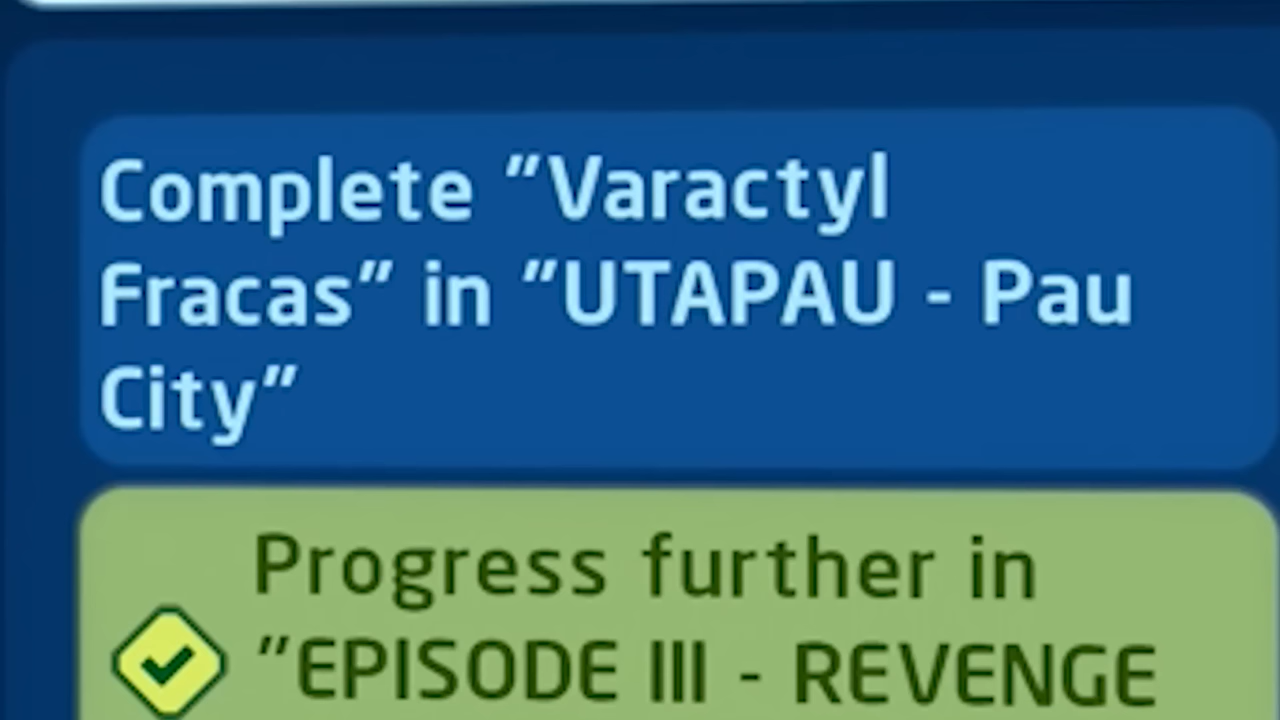 Complete "Varactyl
Fracas" in "UTAPAU - Pau
City"
Progress further in
"EPISODE III - REVENGE